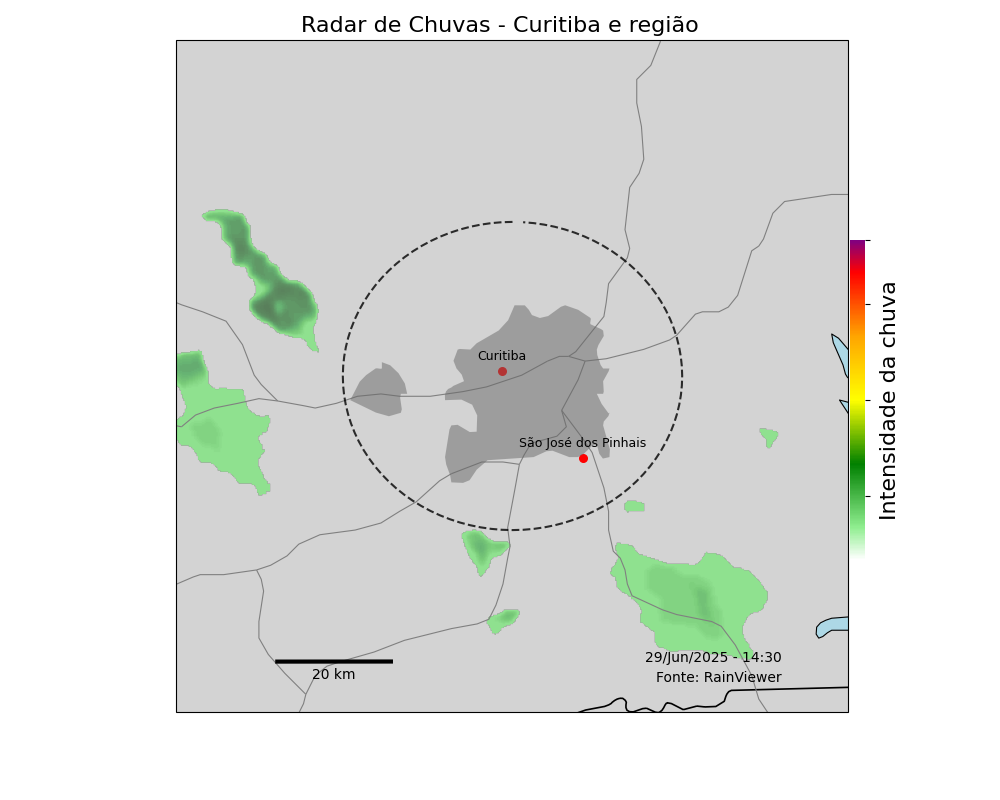 Radar de Chuvas - Curitiba e região
Curitiba
São José dos Pinhais
Intensidade da chuva
29/Jun/2025 - 14:30
Fonte: RainViewer
20 km